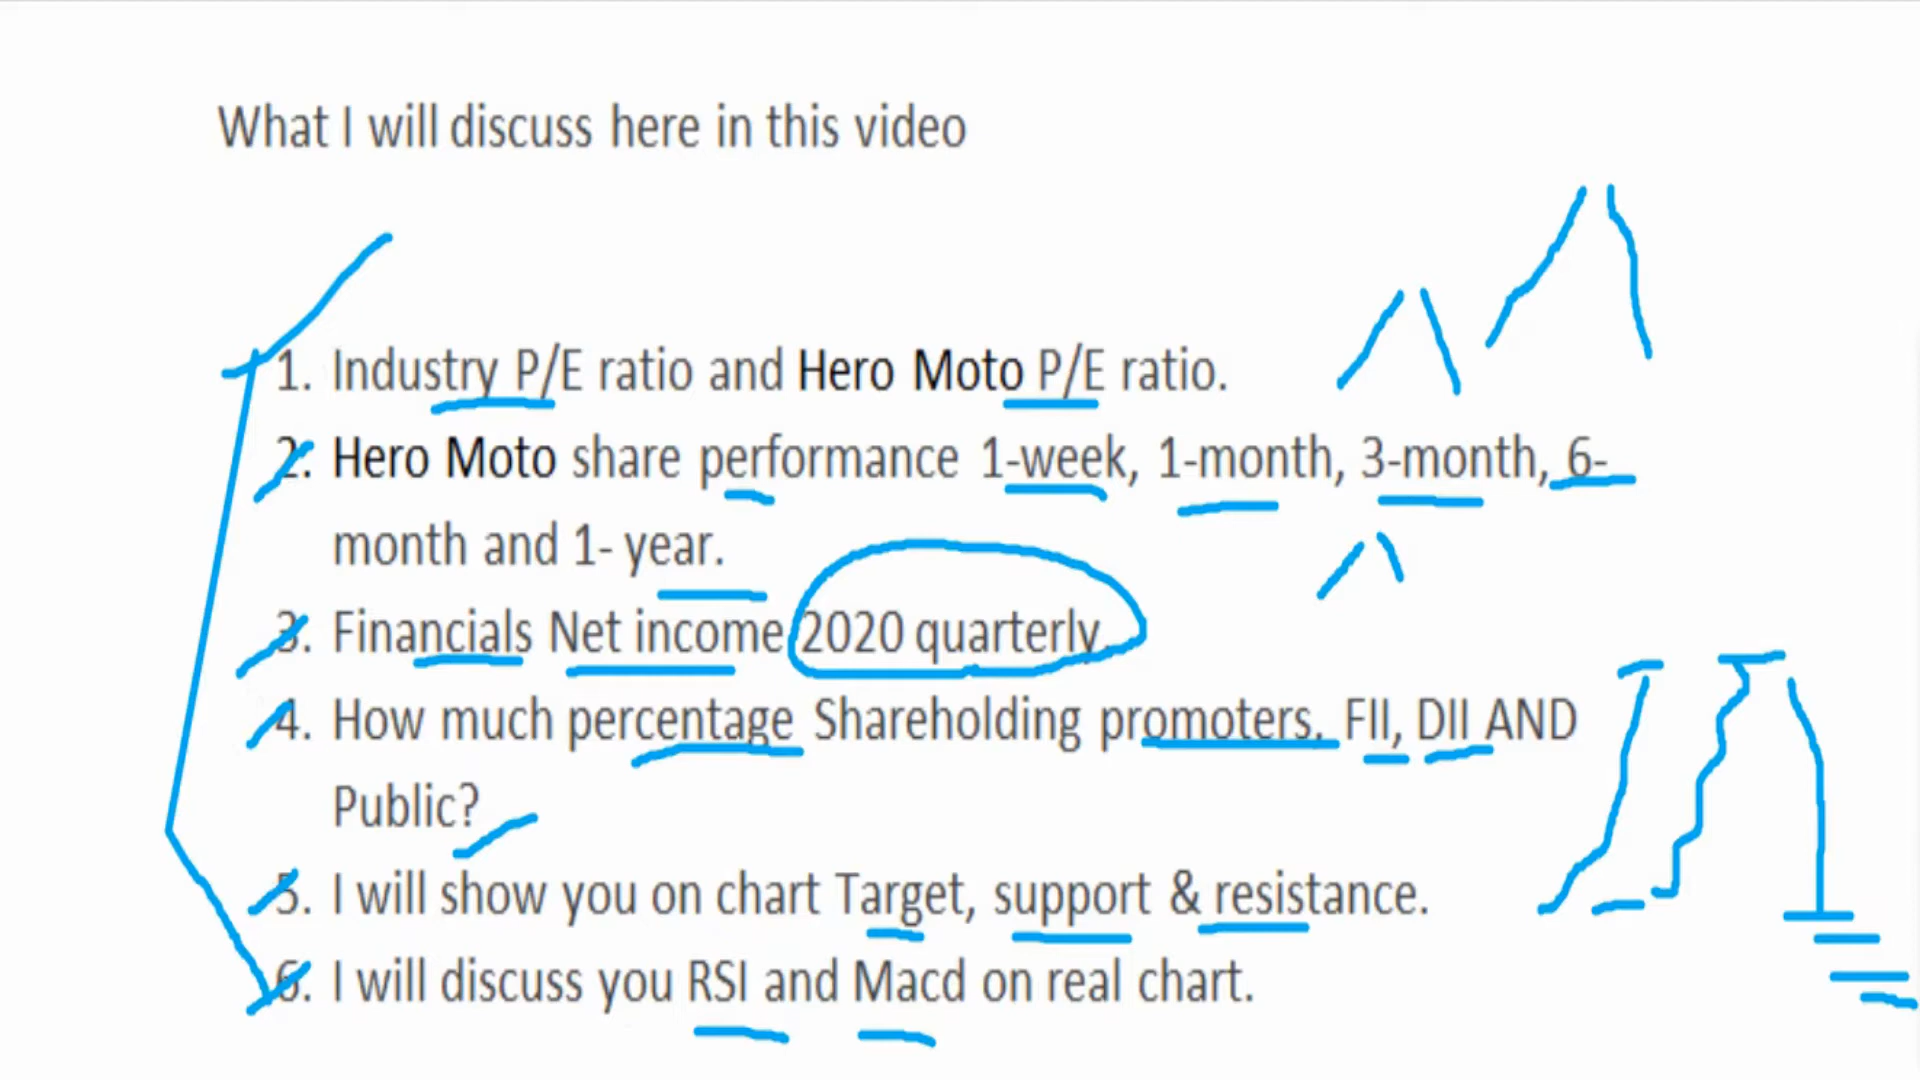 What I will discuss here in this video
1. Industry P/E ratio and Hero Moto P/E ratio.
2. Hero Moto share performance 1-week, 1-month, 3-month, 6-
month and 1- year.
3. Financials Net income 2020 quarterly.
4. How much percentage Shareholding promoters. FII, DII AND
Public?
5. I will show you on chart Target, support & resistance.
6. I will discuss you RSI and Macd on real chart.